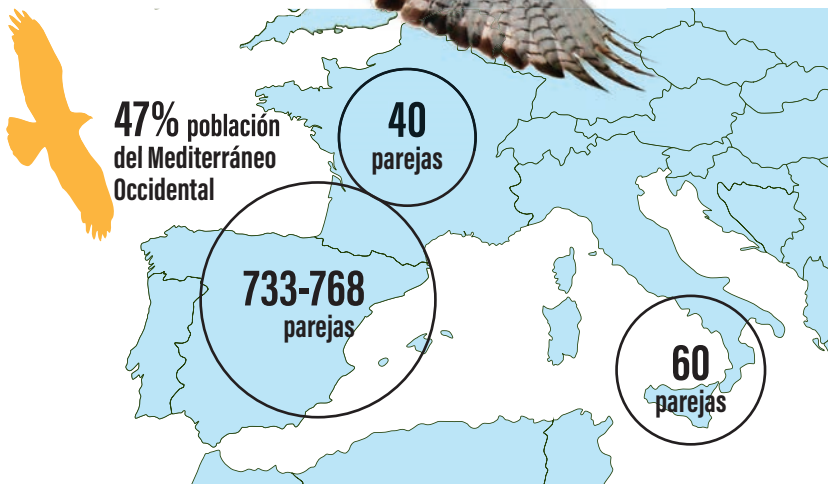 47% población
del Mediterráneo
Occidental
40
parejas
733-768
parejas
60
parejas